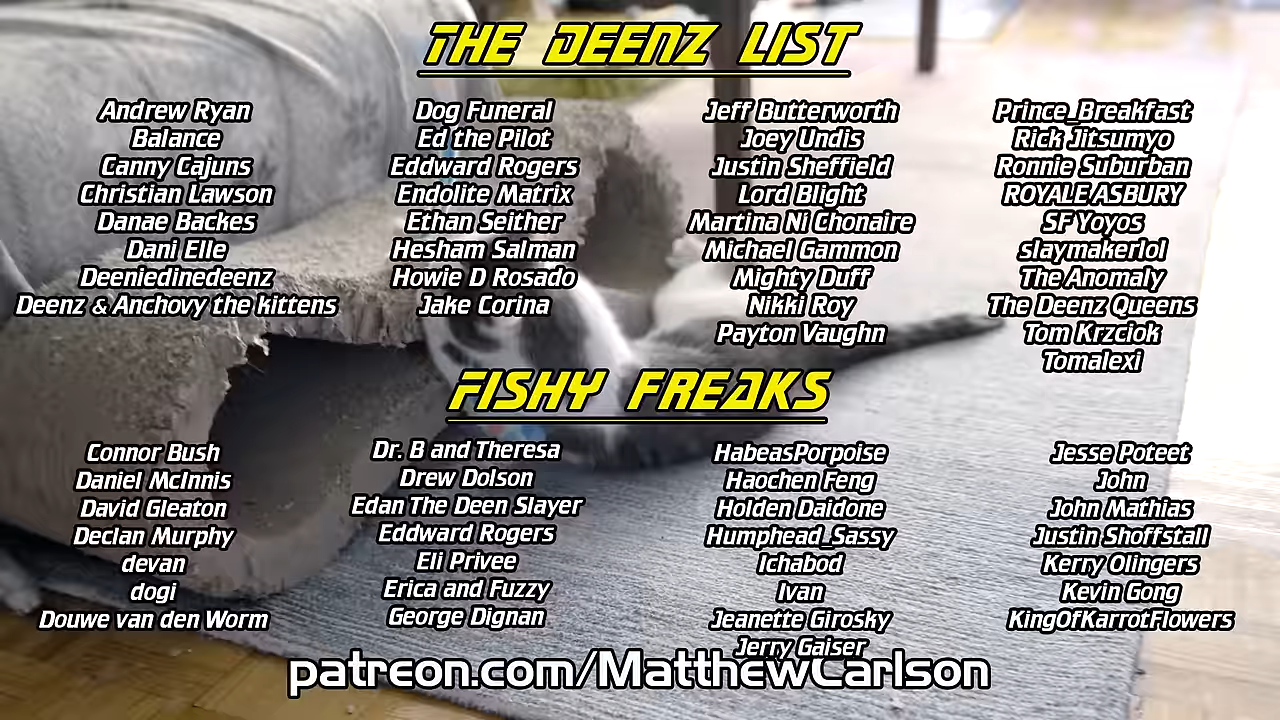 THE DEENZ LIST
Andrew Ryan
Balance
Canny Cajuns
Christian Lawson
Danae Backes
Dani Elle
Deeniedinedeenz
Deenz & Anchovy the kittens
Dog Funeral
Ed the Pilot
Eddward Rogers
Endolite Matrix
Ethan Seither
Hesham Salman
Howie D Rosado
Jake Corina
Jeff Butterworth
Joey Undis
Justin Sheffield
Lord Blight
Martina Ni Chonaire
Michael Gammon
Mighty Duff
Nikki Roy
Payton Vaughn
Prince_Breakfast
Rick Jitsumyo
Ronnie Suburban
ROYALE ASBURY
SF Yoyos
slaymakerlol
The Anomaly
The Deenz Queens
Tom Krzciok
Tomalexi
FISHY FREAKS
Connor Bush
Daniel McInnis
David Gleaton
Declan Murphy
devan
dogi
Douwe van den Worm
Dr. B and Theresa
Drew Dolson
Edan The Deen Slayer
Eddward Rogers
Eli Privee
Erica and Fuzzy
George Dignan
HabeasPorpoise
Haochen Feng
Holden Daidone
Humphead_Sassy
Ichabod
Ivan
Jeanette Girosky
Jerry Gaiser
Jesse Poteet
John
John Mathias
Justin Shoffstall
Kerry Olingers
Kevin Gong
KingOfKarrotFlowers
patreon.com/MatthewCarlson